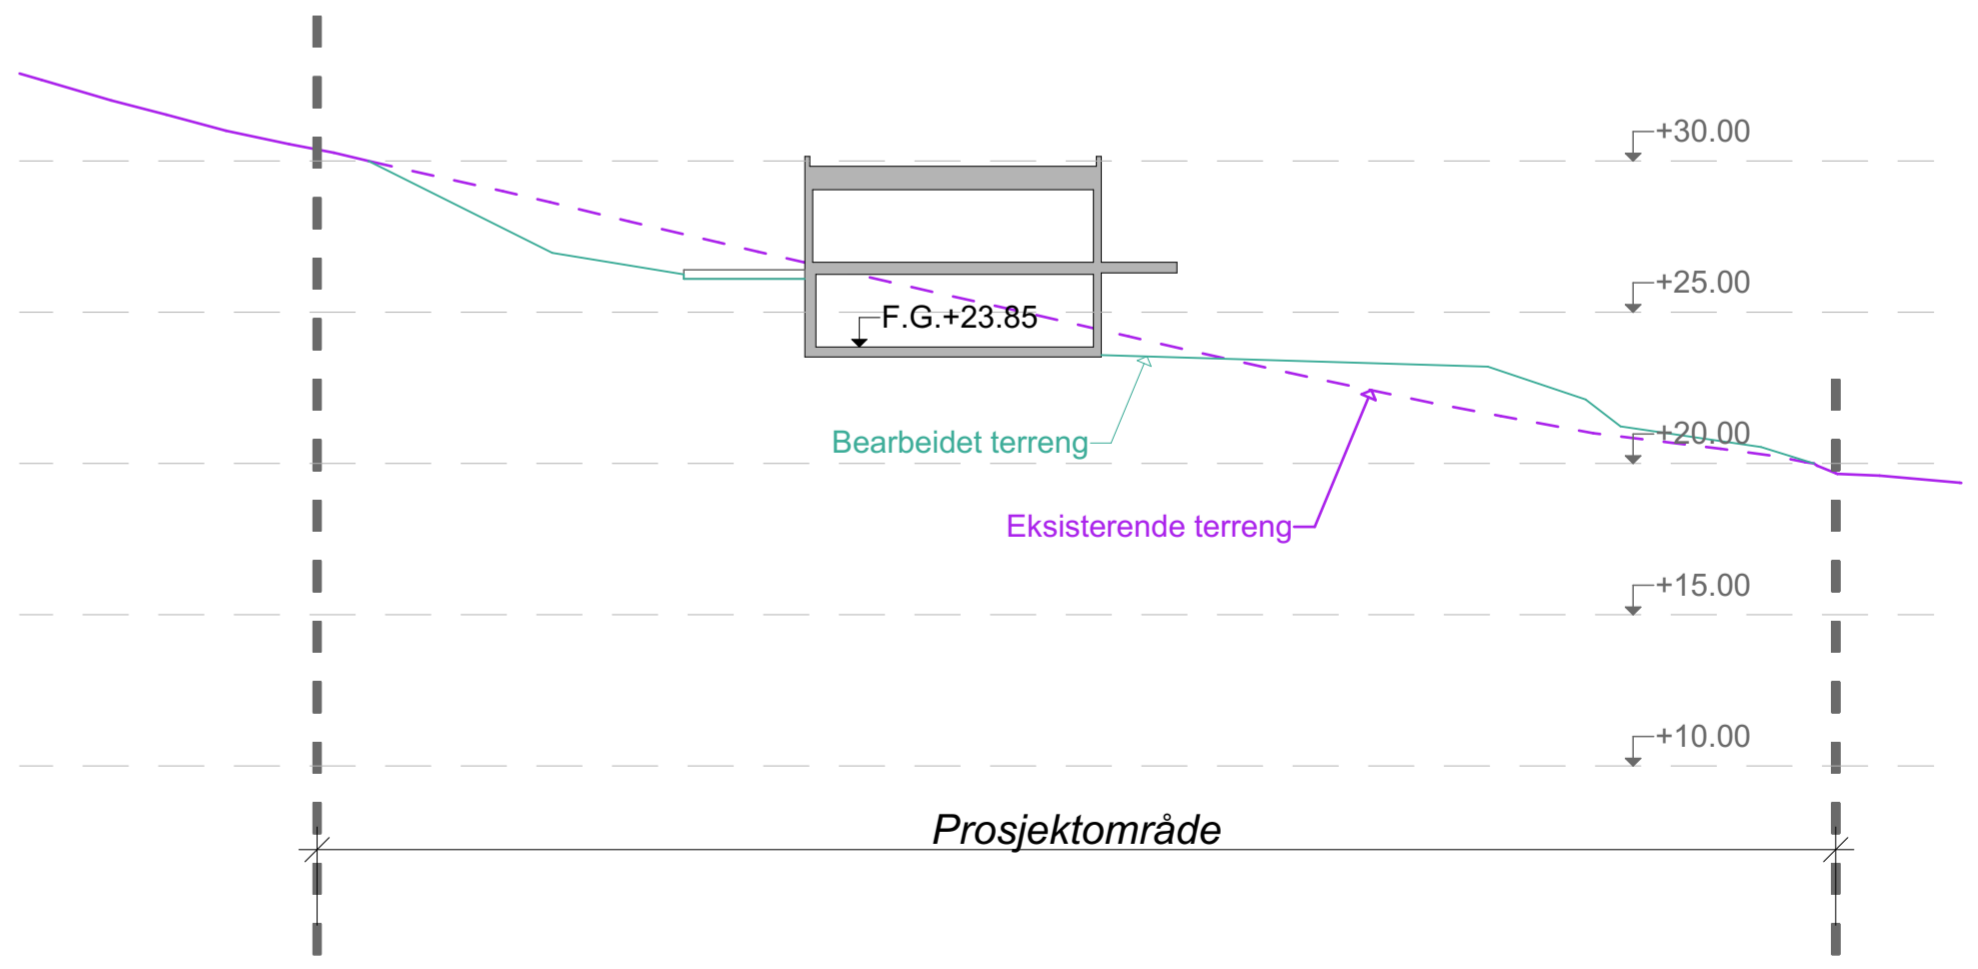 +30.00
+25.00
F.G.+23.85
+20.00
Bearbeidet terreng
Eksisterende terreng
+15.00
+10.00
Prosjektområde